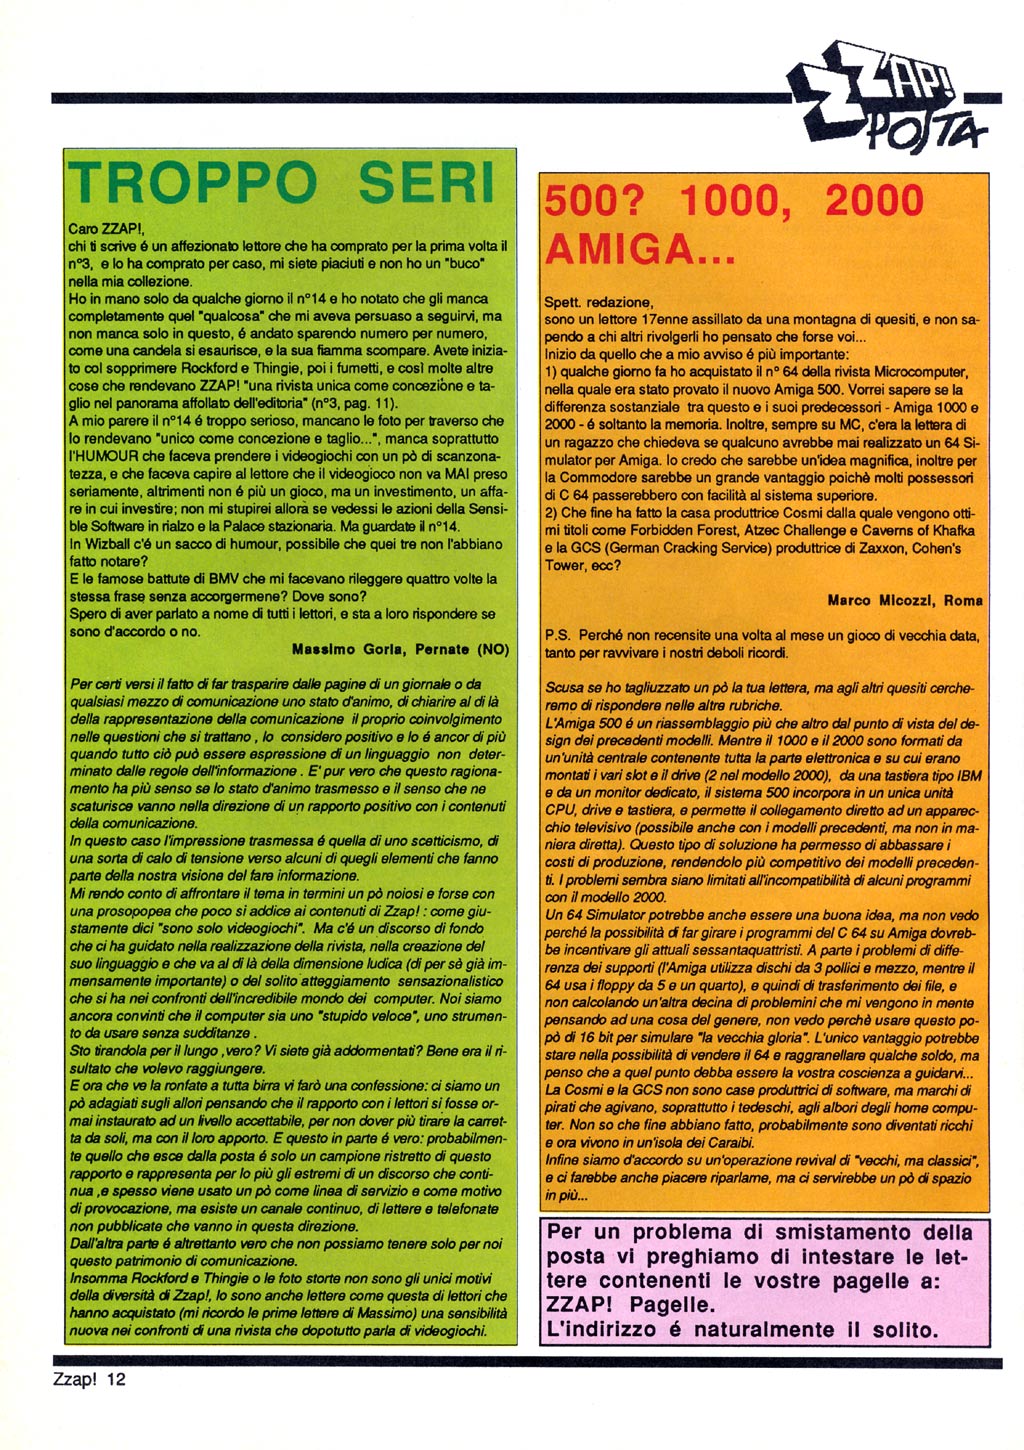 ZZAP!
POSTA
TROPPO SERI
Caro ZZAP!,
chi ti scrive é un affezionato lettore che ha comprato per la prima volta il
n°3, e lo ha comprato per caso, mi siete piaciuti e non ho un "buco"
nella mia collezione.
Ho in mano solo da qualche giorno il n°14 e ho notato che gli manca
completamente quel "qualcosa" che mi aveva persuaso a seguirvi, ma
non manca solo in questo, é andato sparendo numero per numero,
come una candela si esaurisce, e la sua fiamma scompare. Avete inizia-
to col sopprimere Rockford e Thingie, poi i fumetti, e così molte altre
cose che rendevano ZZAP! "una rivista unica come concezione e ta-
glio nel panorama affollato dell'editoria" (n°3, pag. 11).
A mio parere il n°14 é troppo serioso, mancano le foto per traverso che
lo rendevano "unico come concezione e taglio...", manca soprattutto
l'HUMOUR che faceva prendere i videogiochi con un pò di scanzona-
tezza, e che faceva capire al lettore che il videogioco non va MAI preso
seriamente, altrimenti non é più un gioco, ma un investimento, un affa-
re in cui investire; non mi stupirei allora se vedessi le azioni della Sensi-
ble Software in rialzo e la Palace stazionaria. Ma guardate il n°14.
In Wizball c'é un sacco di humour, possibile che quei tre non l'abbiano
fatto notare?
E le famose battute di BMV che mi facevano rileggere quattro volte la
stessa frase senza accorgermene? Dove sono?
Spero di aver parlato a nome di tutti i lettori, e sta a loro rispondere se
sono d'accordo o no.
Massimo Gorla, Pernate (NO)
Per certi versi il fatto di far trasparire dalle pagine di un giornale o da
qualsiasi mezzo di comunicazione uno stato d'animo, di chiarire al di là
della rappresentazione della comunicazione il proprio coinvolgimento
nelle questioni che si trattano , lo considero positivo e lo é ancor di più
quando tutto ciò può essere espressione di un linguaggio non deter-
minato dalle regole dell'informazione . E' pur vero che questo ragiona-
mento ha più senso se lo stato d'animo trasmesso e il senso che ne
scaturisce vanno nella direzione di un rapporto positivo con i contenuti
della comunicazione.
In questo caso l'impressione trasmessa é quella di uno scetticismo, di
una sorta di calo di tensione verso alcuni di quegli elementi che fanno
parte della nostra visione del fare informazione.
Mi rendo conto di affrontare il tema in termini un pò noiosi e forse con
una prosopopea che poco si addice ai contenuti di Zzap! : come giu-
stamente dici "sono solo videogiochi". Ma c'é un discorso di fondo
che ci ha guidato nella realizzazione della rivista, nella creazione del
suo linguaggio e che va al di là della dimensione ludica (di per sè già im-
mensamente importante) o del solito atteggiamento sensazionalistico
che si ha nei confronti dell'incredibile mondo dei computer. Noi siamo
ancora convinti che il computer sia uno "stupido veloce", uno strumen-
to da usare senza sudditanze .
Sto tirandola per il lungo ,vero? Vi siete già addormentati? Bene era il ri-
sultato che volevo raggiungere.
E ora che ve la ronfate a tutta birra vi farò una confessione: ci siamo un
pò adagiati sugli allori pensando che il rapporto con i lettori si fosse or-
mai instaurato ad un livello accettabile, per non dover più tirare la carret-
ta da soli, ma con il loro apporto. E questo in parte é vero: probabilmen-
te quello che esce dalla posta é solo un campione ristretto di questo
rapporto e rappresenta per lo più gli estremi di un discorso che conti-
nua ,e spesso viene usato un pò come linea di servizio e come motivo
di provocazione, ma esiste un canale continuo, di lettere e telefonate
non pubblicate che vanno in questa direzione.
Dall'altra parte é altrettanto vero che non possiamo tenere solo per noi
questo patrimonio di comunicazione.
Insomma Rockford e Thingie o le foto storte non sono gli unici motivi
della diversità di Zzap!, lo sono anche lettere come questa di lettori che
hanno acquistato (mi ricordo le prime lettere di Massimo) una sensibilità
nuova nei confronti di una rivista che dopotutto parla di videogiochi.
500? 1000, 2000
AMIGA...
Spett. redazione,
sono un lettore 17enne assillato da una montagna di quesiti, e non sa-
pendo a chi altri rivolgerli ho pensato che forse voi...
Inizio da quello che a mio avviso é più importante:
1) qualche giorno fa ho acquistato il n° 64 della rivista Microcomputer,
nella quale era stato provato il nuovo Amiga 500. Vorrei sapere se la
differenza sostanziale tra questo e i suoi predecessori - Amiga 1000 e
2000 - é soltanto la memoria. Inoltre, sempre su MC, c'era la lettera di
un ragazzo che chiedeva se qualcuno avrebbe mai realizzato un 64 Si-
mulator per Amiga. Io credo che sarebbe un'idea magnifica, inoltre per
la Commodore sarebbe un grande vantaggio poichè molti possessori
di C 64 passerebbero con facilità al sistema superiore.
2) Che fine ha fatto la casa produttrice Cosmi dalla quale vengono otti-
mi titoli come Forbidden Forest, Atzec Challenge e Caverns of Khafka
e la GCS (German Cracking Service) produttrice di Zaxxon, Cohen's
Tower, ecc?
Marco Micozzi, Roma
P.S. Perché non recensite una volta al mese un gioco di vecchia data,
tanto per ravvivare i nostri deboli ricordi.
Scusa se ho tagliuzzato un pò la tua lettera, ma agli altri quesiti cerche-
remo di rispondere nelle altre rubriche.
L'Amiga 500 é un riassemblaggio più che altro dal punto di vista del de-
sign dei precedenti modelli. Mentre il 1000 e il 2000 sono formati da
un'unità centrale contenente tutta la parte elettronica e su cui erano
montati i vari slot e il drive (2 nel modello 2000), da una tastiera tipo IBM
e da un monitor dedicato, il sistema 500 incorpora in un unica unità
CPU, drive e tastiera, e permette il collegamento diretto ad un apparec-
chio televisivo (possibile anche con i modelli precedenti, ma non in ma-
niera diretta). Questo tipo di soluzione ha permesso di abbassare i
costi di produzione, rendendolo più competitivo dei modelli preceden-
ti. I problemi sembra siano limitati all'incompatibilità di alcuni programmi
con il modello 2000.
Un 64 Simulator potrebbe anche essere una buona idea, ma non vedo
perché la possibilità di far girare i programmi del C 64 su Amiga dovreb-
be incentivare gli attuali sessantaquattristi. A parte i problemi di diffe-
renza dei supporti (l'Amiga utilizza dischi da 3 pollici e mezzo, mentre il
64 usa i floppy da 5 e un quarto), e quindi di trasferimento dei file, e
non calcolando un'altra decina di problemini che mi vengono in mente
pensando ad una cosa del genere, non vedo perchè usare questo po-
pò di 16 bit per simulare "la vecchia gloria". L'unico vantaggio potrebbe
stare nella possibilità di vendere il 64 e raggranellare qualche soldo, ma
penso che a quel punto debba essere la vostra coscienza a guidarvi...
La Cosmi e la GCS non sono case produttrici di software, ma marchi di
pirati che agivano, soprattutto i tedeschi, agli albori degli home compu-
ter. Non so che fine abbiano fatto, probabilmente sono diventati ricchi
e ora vivono in un'isola dei Caraibi.
Infine siamo d'accordo su un'operazione revival di "vecchi, ma classici",
e ci farebbe anche piacere riparlarne, ma ci servirebbe un pò di spazio
in più...
Per un problema di smistamento della
posta vi preghiamo di intestare le let-
tere contenenti le vostre pagelle a:
ZZAP! Pagelle.
L'indirizzo é naturalmente il solito.
Zzap! 12